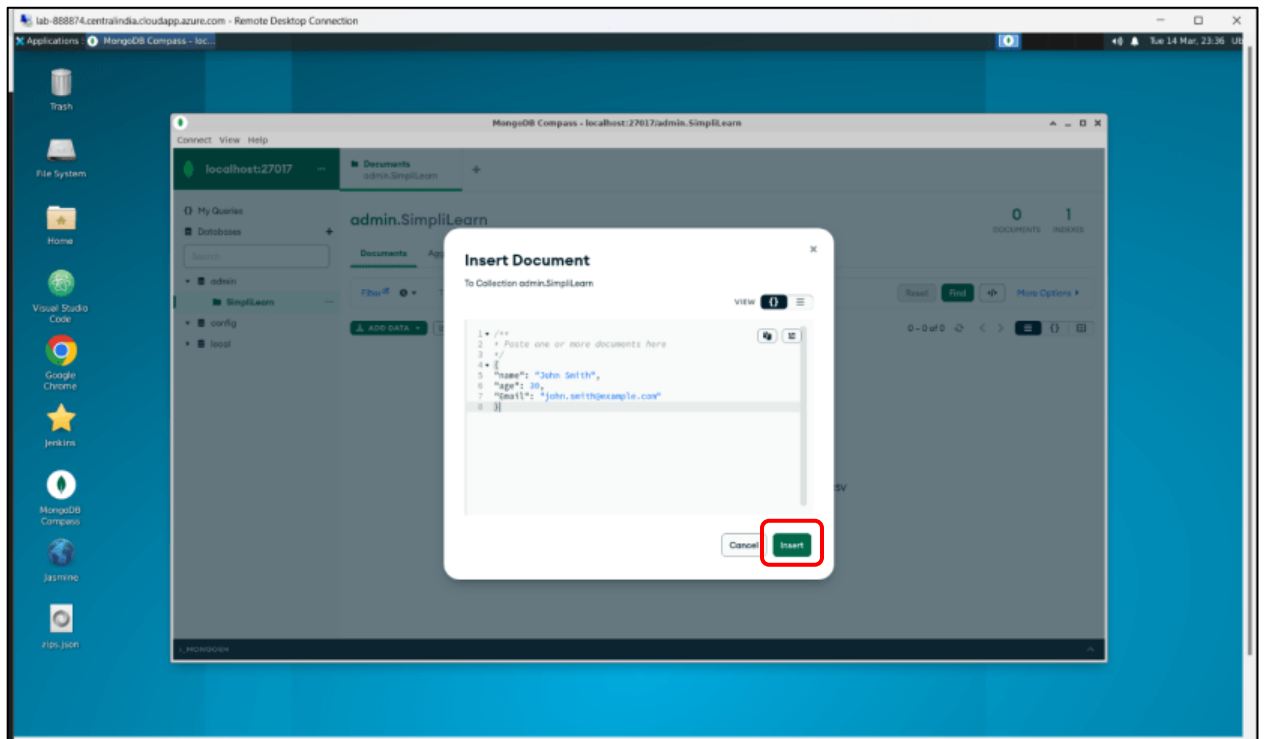 lab-888874.centralindia.cloudapp.azure.com - Remote Desktop Connection
Applications MongoDB Compass - loc... Tue 14 Mar, 23:36
Trash
File System
Home
Visual Studio
Code
Google
Chrome
Jenkins
MongoDB
Compass
Jasmine
zips.json
MongoDB Compass - localhost:27017/admin.SimpliLearn
Connect View Help
localhost:27017 ...
Documents
admin.SimpliLearn
+
My Queries
Databases +
Search
admin
SimpliLearn ...
config
local
admin.SimpliLearn
0 1
DOCUMENTS INDEXES
Documents
Filter
Reset Find </> More Options
ADD DATA
0 - 0 of 0
Insert Document
To Collection admin.SimpliLearn
VIEW {}
1 /**
2 * Paste one or more documents here
3 */
4 {
5 "name": "John Smith",
6 "age": 30,
7 "Email": "john.smith@example.com"
8 }
Cancel Insert
>_MONGOSH